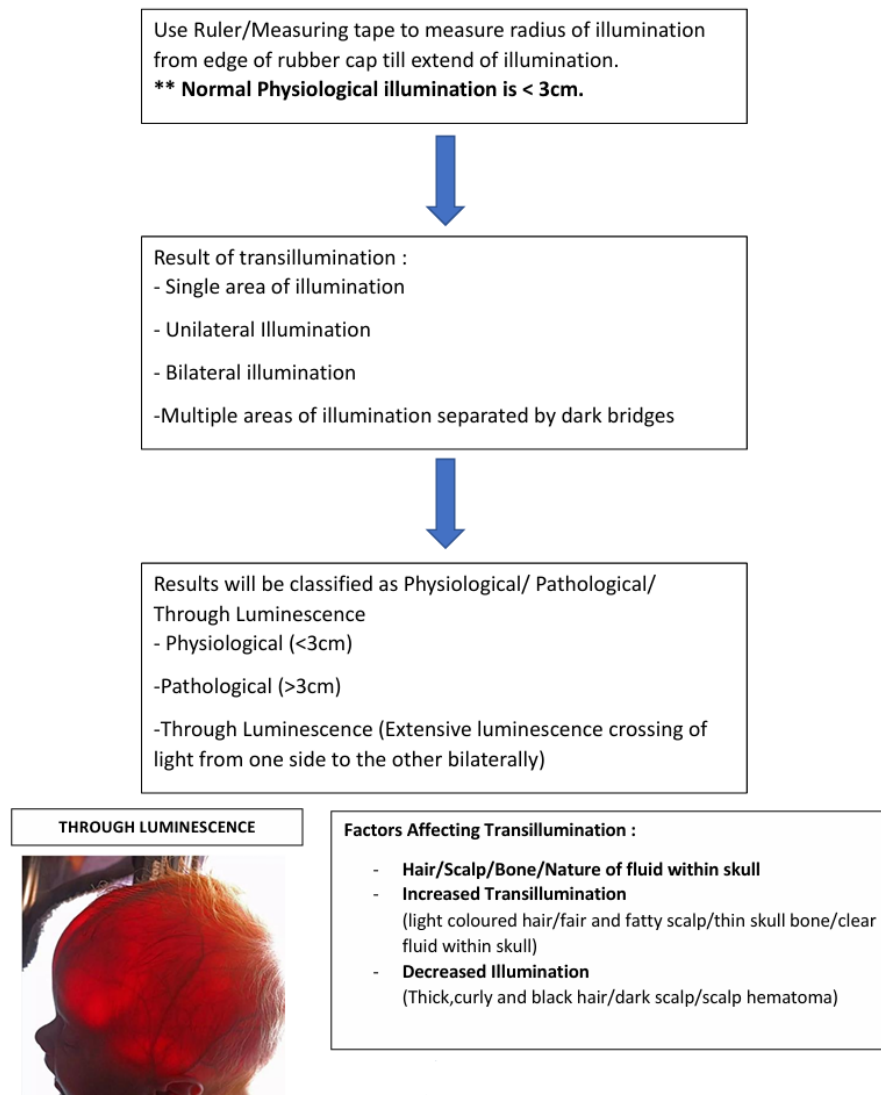 Use Ruler/Measuring tape to measure radius of illumination
from edge of rubber cap till extend of illumination.
** Normal Physiological illumination is < 3cm.
Result of transillumination :
- Single area of illumination
- Unilateral Illumination
- Bilateral illumination
-Multiple areas of illumination separated by dark bridges
Results will be classified as Physiological/ Pathological/
Through Luminescence
- Physiological (<3cm)
-Pathological (>3cm)
-Through Luminescence (Extensive luminescence crossing of
light from one side to the other bilaterally)
THROUGH LUMINESCENCE
Factors Affecting Transillumination :
- Hair/Scalp/Bone/Nature of fluid within skull
- Increased Transillumination
(light coloured hair/fair and fatty scalp/thin skull bone/clear
fluid within skull)
- Decreased Illumination
(Thick,curly and black hair/dark scalp/scalp hematoma)